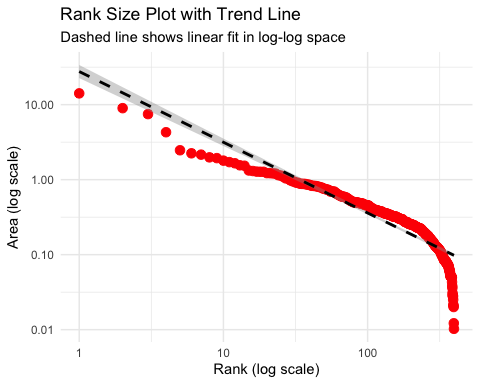 Rank Size Plot with Trend Line
Dashed line shows linear fit in log-log space
Area (log scale)
10.00
1.00
0.10
0.01
1 10 100
Rank (log scale)